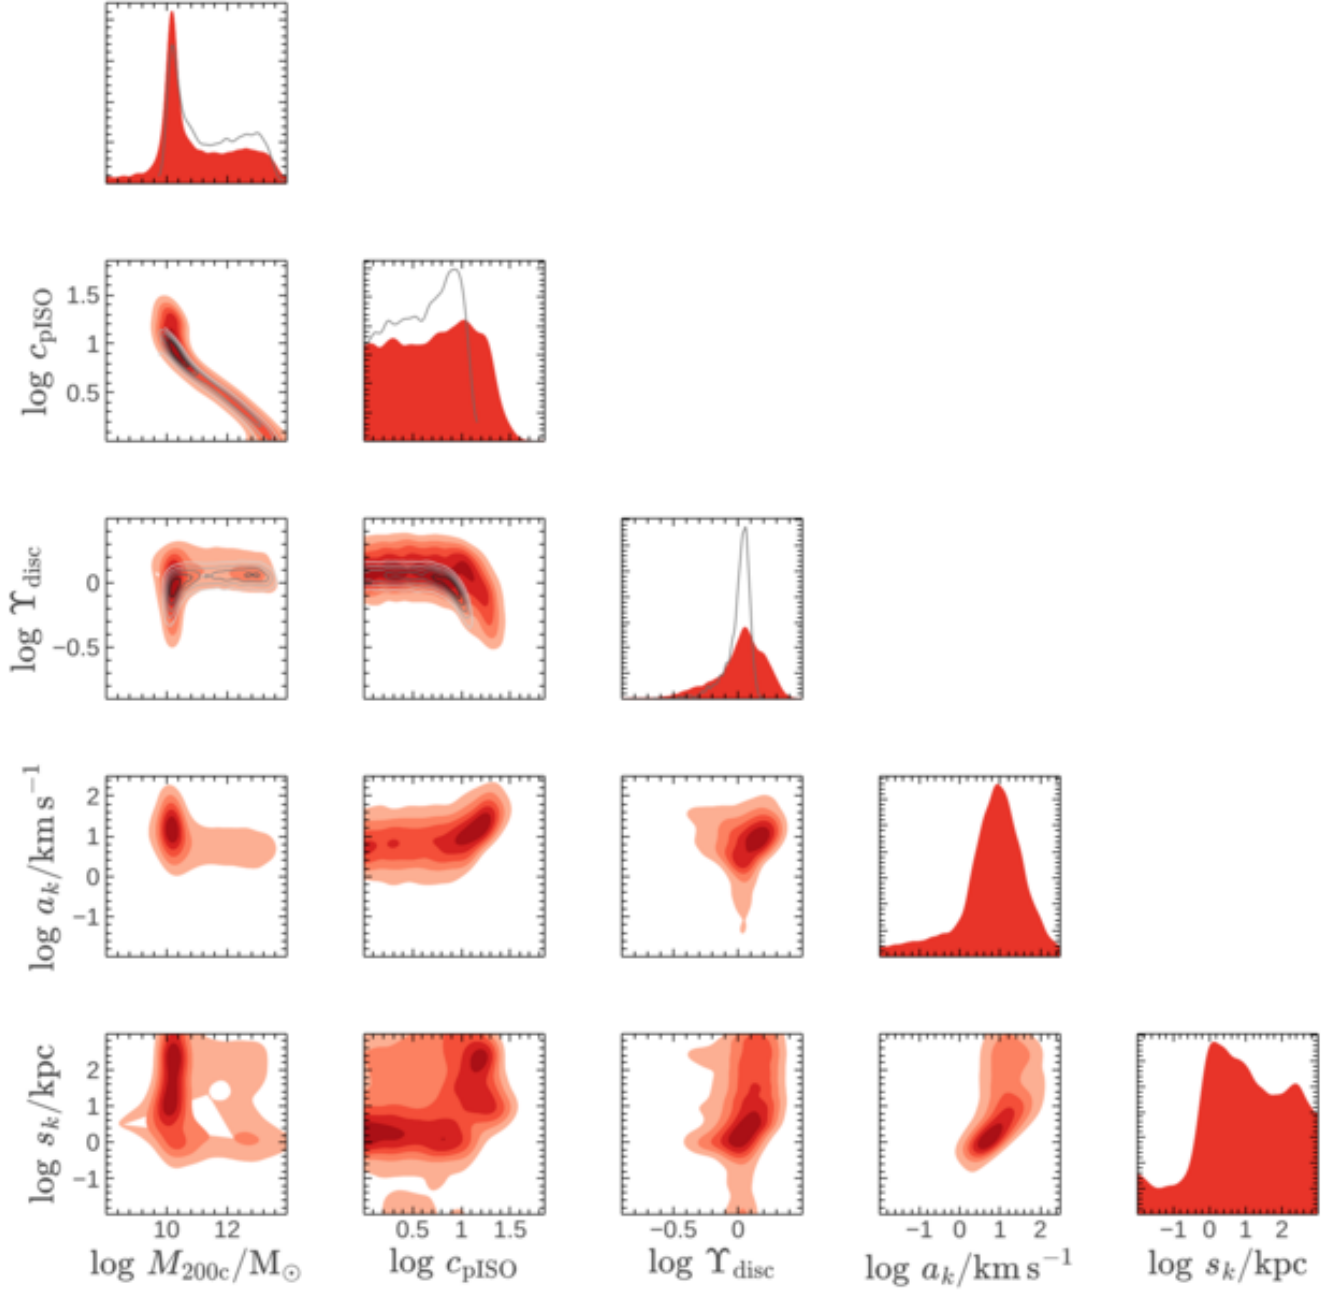 log c_pISO
1.5
1
0.5
log ϒ_disc
0
−0.5
log a_k/km s^−1
2
1
0
−1
log s_k/kpc
2
1
0
−1
10 12 0.5 1 1.5 −0.5 0 −1 0 1 2 −1 0 1 2
log M_200c/M_⊙ log c_pISO log ϒ_disc log a_k/km s^−1 log s_k/kpc